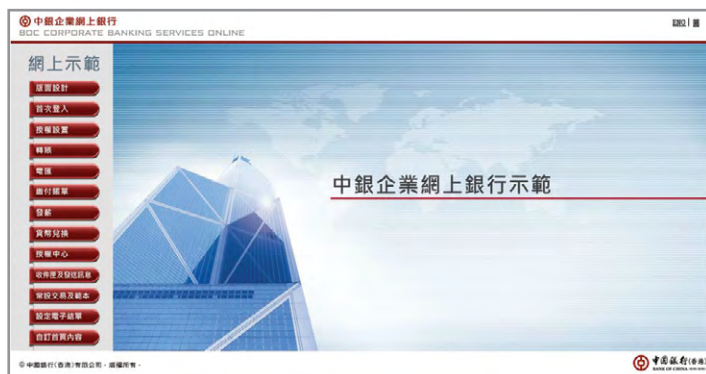 中銀企業網上銀行
BOC CORPORATE BANKING SERVICES ONLINE
ENG | 簡
網上示範
版面設計
首次登入
授權設置
轉賬
電匯
繳付賬單
發薪
貨幣兌換
授權中心
收件匣及發送訊息
常設交易及範本
設定電子結單
自訂首頁內容
中銀企業網上銀行示範
© 中國銀行(香港)有限公司。版權所有。
中國銀行(香港)
BANK OF CHINA